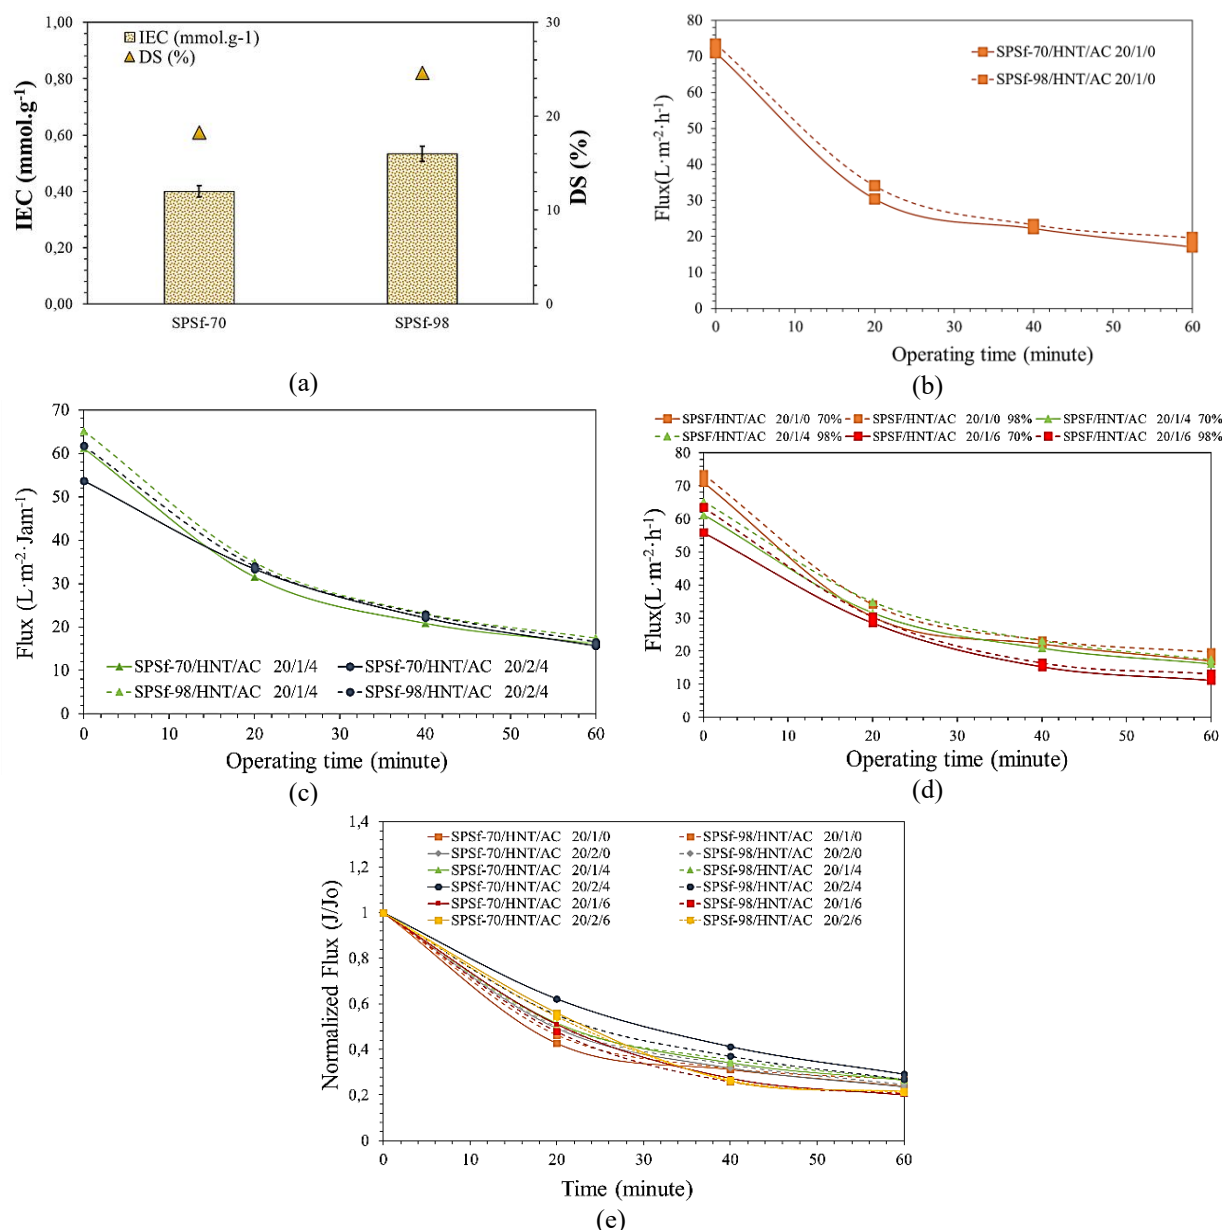 1,00
0,80
0,60
0,40
0,20
0,00
IEC (mmol.g⁻¹)
IEC (mmol.g-1)
DS (%)
30
20
10
0
DS (%)
SPSf-70
SPSf-98
(a)
80
70
60
50
40
30
20
10
0
Flux(L·m⁻²·h⁻¹)
SPSf-70/HNT/AC 20/1/0
SPSf-98/HNT/AC 20/1/0
0 10 20 30 40 50 60
Operating time (minute)
(b)
70
60
50
40
30
20
10
0
Flux (L·m⁻²·Jam⁻¹)
SPSf-70/HNT/AC 20/1/4 SPSf-70/HNT/AC 20/2/4
SPSf-98/HNT/AC 20/1/4 SPSf-98/HNT/AC 20/2/4
0 10 20 30 40 50 60
Operating time (minute)
(c)
SPSF/HNT/AC 20/1/0 70% SPSF/HNT/AC 20/1/0 98% SPSF/HNT/AC 20/1/4 70%
SPSF/HNT/AC 20/1/4 98% SPSF/HNT/AC 20/1/6 70% SPSF/HNT/AC 20/1/6 98%
80
70
60
50
40
30
20
10
0
Flux(L·m⁻²·h⁻¹)
0 10 20 30 40 50 60
Operating time (minute)
(d)
1,4
1,2
1
0,8
0,6
0,4
0,2
0
Normalized Flux (J/Jo)
SPSf-70/HNT/AC 20/1/0 SPSf-98/HNT/AC 20/1/0
SPSf-70/HNT/AC 20/2/0 SPSf-98/HNT/AC 20/2/0
SPSf-70/HNT/AC 20/1/4 SPSf-98/HNT/AC 20/1/4
SPSf-70/HNT/AC 20/2/4 SPSf-98/HNT/AC 20/2/4
SPSf-70/HNT/AC 20/1/6 SPSf-98/HNT/AC 20/1/6
SPSf-70/HNT/AC 20/2/6 SPSf-98/HNT/AC 20/2/6
0 10 20 30 40 50 60
Time (minute)
(e)